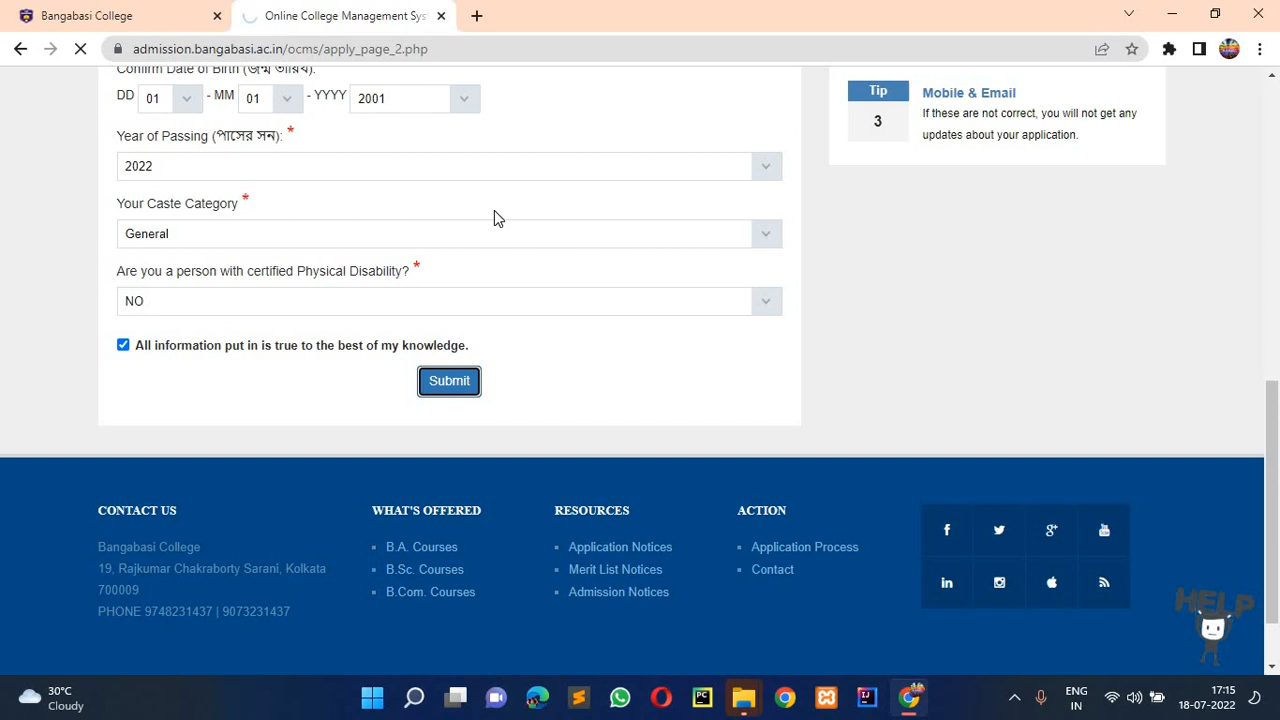 Bangabasi College
Online College Management Sys
admission.bangabasi.ac.in/ocms/apply_page_2.php
Confirm Date of Birth (জন্ম তারিখ):
DD 01 - MM 01 - YYYY 2001
Year of Passing (পাসের সন): *
2022
Your Caste Category *
General
Are you a person with certified Physical Disability? *
NO
All information put in is true to the best of my knowledge.
Submit
Tip
3
Mobile & Email
If these are not correct, you will not get any
updates about your application.
CONTACT US
Bangabasi College
19, Rajkumar Chakraborty Sarani, Kolkata
700009
PHONE 9748231437 | 9073231437
WHAT'S OFFERED
B.A. Courses
B.Sc. Courses
B.Com. Courses
RESOURCES
Application Notices
Merit List Notices
Admission Notices
ACTION
Application Process
Contact
HELP
30°C
Cloudy
ENG
IN
17:15
18-07-2022